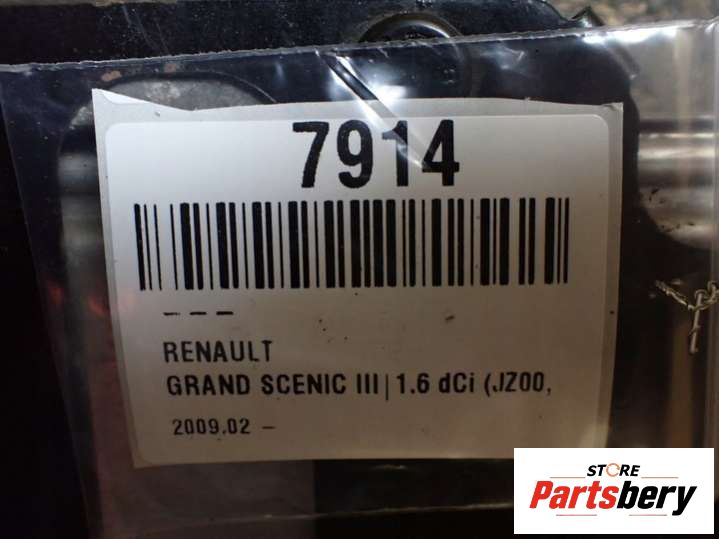 7914
– – –
RENAULT
GRAND SCENIC III | 1.6 dCi (JZ00,
2009.02 –
STORE
Partsbery